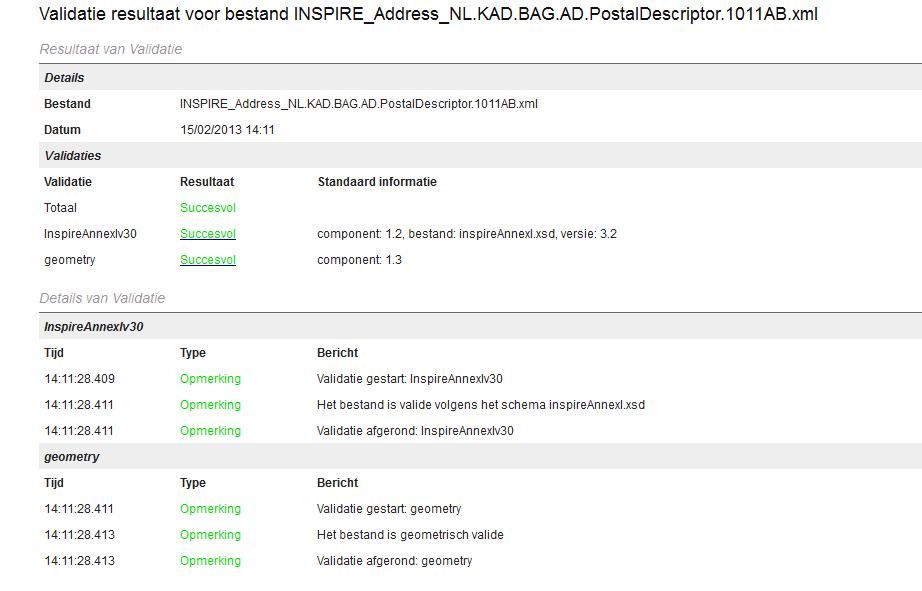 Validatie resultaat voor bestand INSPIRE_Address_NL.KAD.BAG.AD.PostalDescriptor.1011AB.xml
Resultaat van Validatie
Details
Bestand INSPIRE_Address_NL.KAD.BAG.AD.PostalDescriptor.1011AB.xml
Datum 15/02/2013 14:11
Validaties
Validatie Resultaat Standaard informatie
Totaal Succesvol
InspireAnnexIv30 Succesvol component: 1.2, bestand: inspireAnnexI.xsd, versie: 3.2
geometry Succesvol component: 1.3
Details van Validatie
InspireAnnexIv30
Tijd Type Bericht
14:11:28.409 Opmerking Validatie gestart: InspireAnnexIv30
14:11:28.411 Opmerking Het bestand is valide volgens het schema inspireAnnexI.xsd
14:11:28.411 Opmerking Validatie afgerond: InspireAnnexIv30
geometry
Tijd Type Bericht
14:11:28.411 Opmerking Validatie gestart: geometry
14:11:28.413 Opmerking Het bestand is geometrisch valide
14:11:28.413 Opmerking Validatie afgerond: geometry